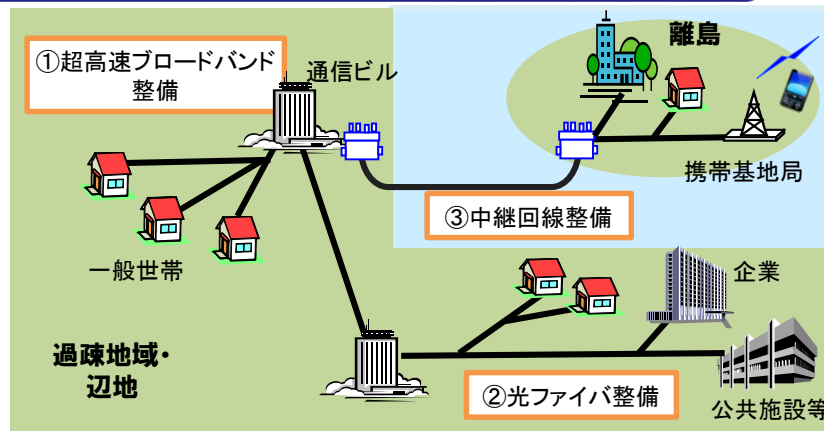 ①超高速ブロードバンド
整備
通信ビル
離島
携帯基地局
③中継回線整備
一般世帯
企業
過疎地域・
辺地
②光ファイバ整備
公共施設等